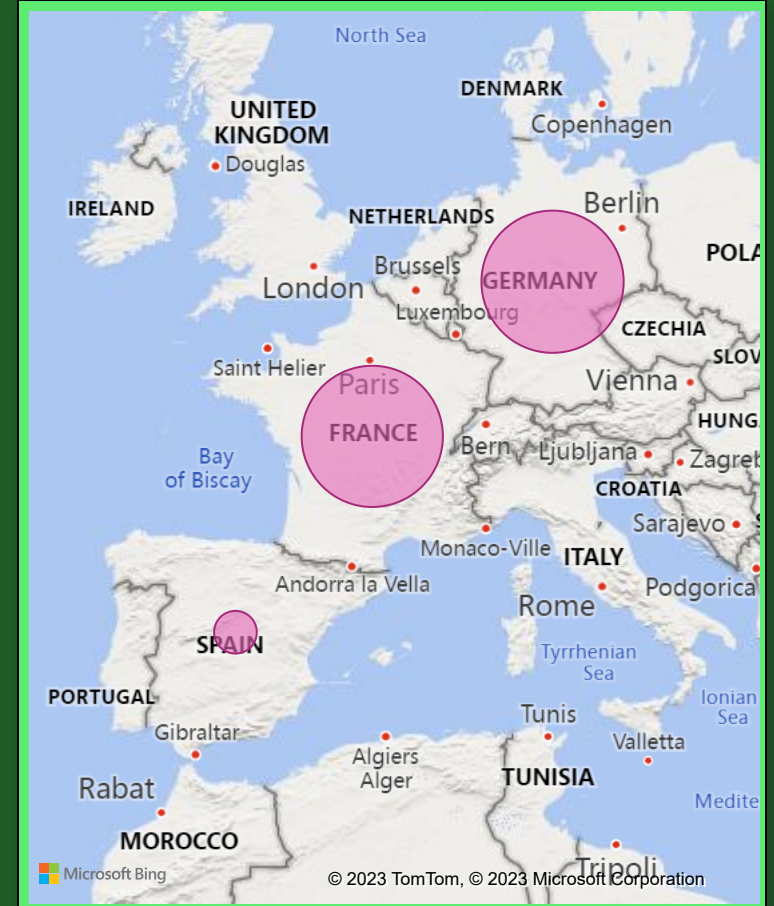 North Sea
DENMARK
UNITED
KINGDOM
Copenhagen
Douglas
IRELAND
NETHERLANDS
Berlin
POLA
Brussels
London
GERMANY
Luxembourg
CZECHIA
Saint Helier
SLOV
Paris
Vienna
HUNG
FRANCE
Bern
Ljubljana
Zagreb
Bay
of Biscay
CROATIA
Sarajevo
S
Monaco-Ville
ITALY
Andorra la Vella
Podgorica
Rome
SPAIN
Tyrrhenian
Sea
PORTUGAL
Ionian
Sea
Gibraltar
Tunis
Valletta
Algiers
Alger
TUNISIA
Rabat
Medite
MOROCCO
Tripoli
Microsoft Bing
© 2023 TomTom, © 2023 Microsoft Corporation